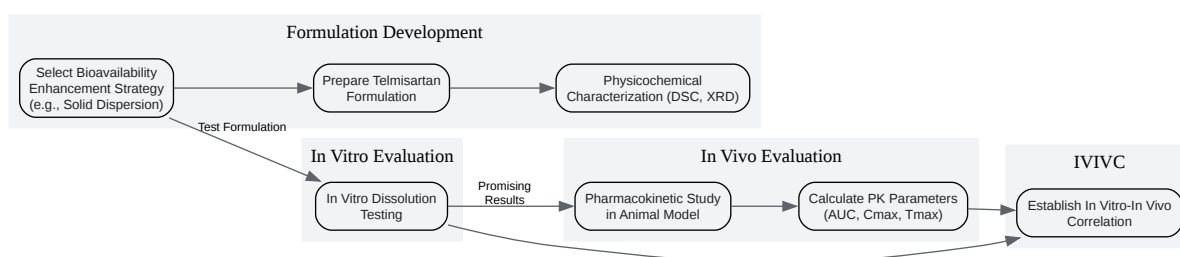 Formulation Development
Select Bioavailability
Enhancement Strategy
(e.g., Solid Dispersion)
Prepare Telmisartan
Formulation
Physicochemical
Characterization (DSC, XRD)
Test Formulation
In Vitro Evaluation
In Vitro Dissolution
Testing
Promising
Results
In Vivo Evaluation
Pharmacokinetic Study
in Animal Model
Calculate PK Parameters
(AUC, Cmax, Tmax)
IVIVC
Establish In Vitro-In Vivo
Correlation